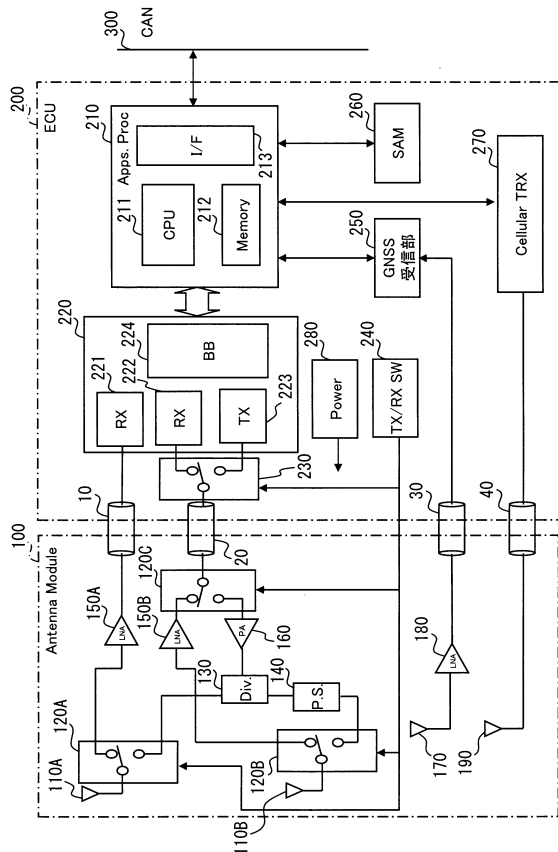 100
Antenna Module
110A
120A
150A
LNA
10
150B
LNA
120C
20
PA
160
130
Div.
140
P.S.
120B
110B
180
LNA
170
190
30
40
200
ECU
220
221
RX
222
RX
224
BB
TX
223
230
280
Power
240
TX/RX SW
210
Apps. Proc
211
CPU
212
Memory
I/F
213
250
GNSS
受信部
260
SAM
270
Cellular TRX
300
CAN